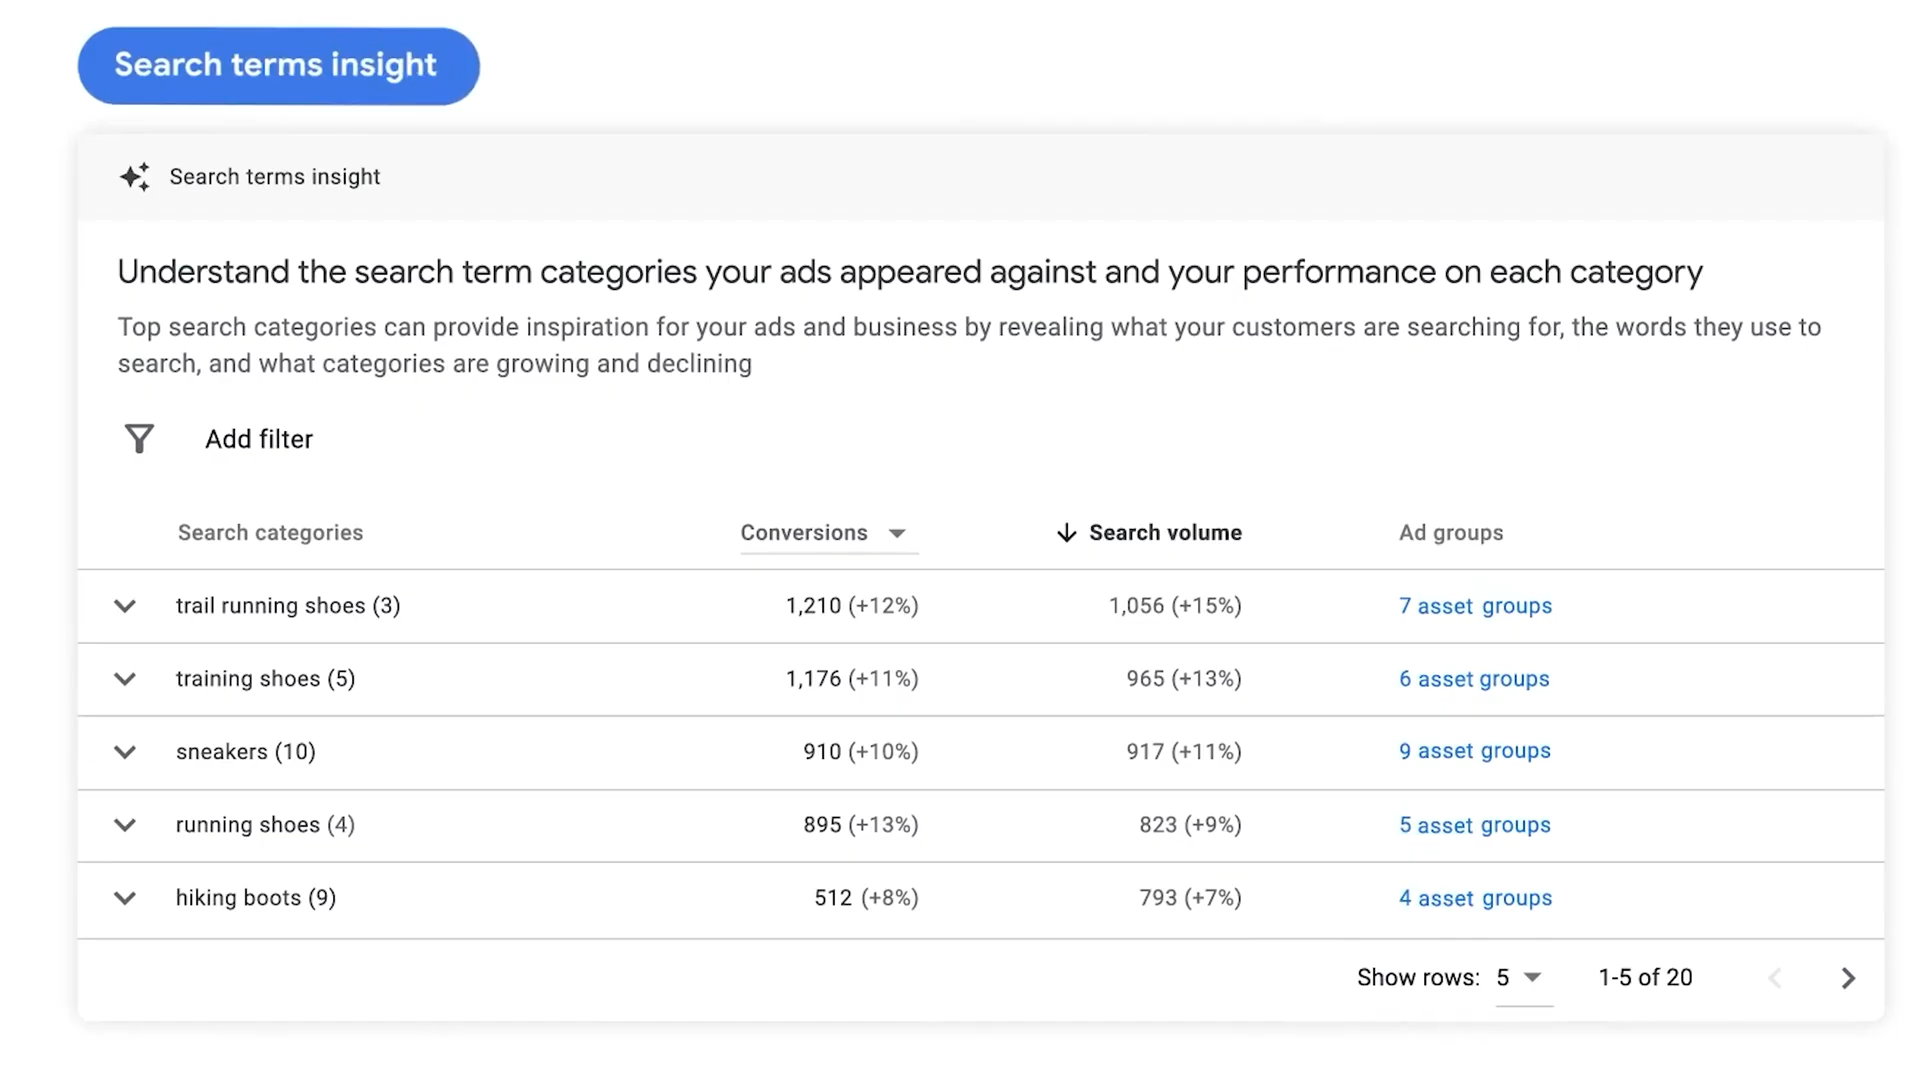 Search terms insight
Search terms insight
Understand the search term categories your ads appeared against and your performance on each category
Top search categories can provide inspiration for your ads and business by revealing what your customers are searching for, the words they use to
search, and what categories are growing and declining
Add filter
Search categories Conversions Search volume Ad groups
trail running shoes (3) 1,210 (+12%) 1,056 (+15%) 7 asset groups
training shoes (5) 1,176 (+11%) 965 (+13%) 6 asset groups
sneakers (10) 910 (+10%) 917 (+11%) 9 asset groups
running shoes (4) 895 (+13%) 823 (+9%) 5 asset groups
hiking boots (9) 512 (+8%) 793 (+7%) 4 asset groups
Show rows: 5 1-5 of 20